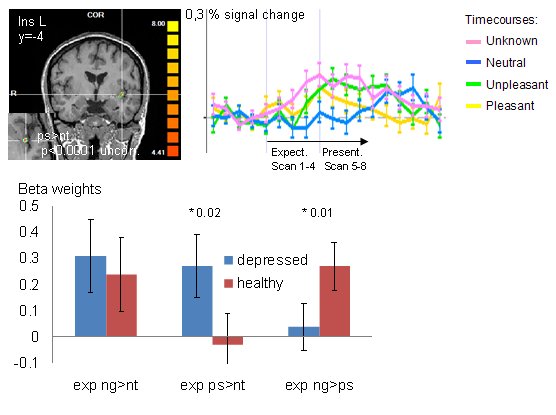 Ins L
y=-4
COR
8.00
R
ps>nt
p<0.0001 uncorr.
4.41
0,3 % signal change
Expect. Present.
Scan 1-4 Scan 5-8
Timecourses:
Unknown
Neutral
Unpleasant
Pleasant
Beta weights
0.5
0.4
0.3
0.2
0.1
0
-0.1
* 0.02
* 0.01
depressed
healthy
exp ng>nt
exp ps>nt
exp ng>ps